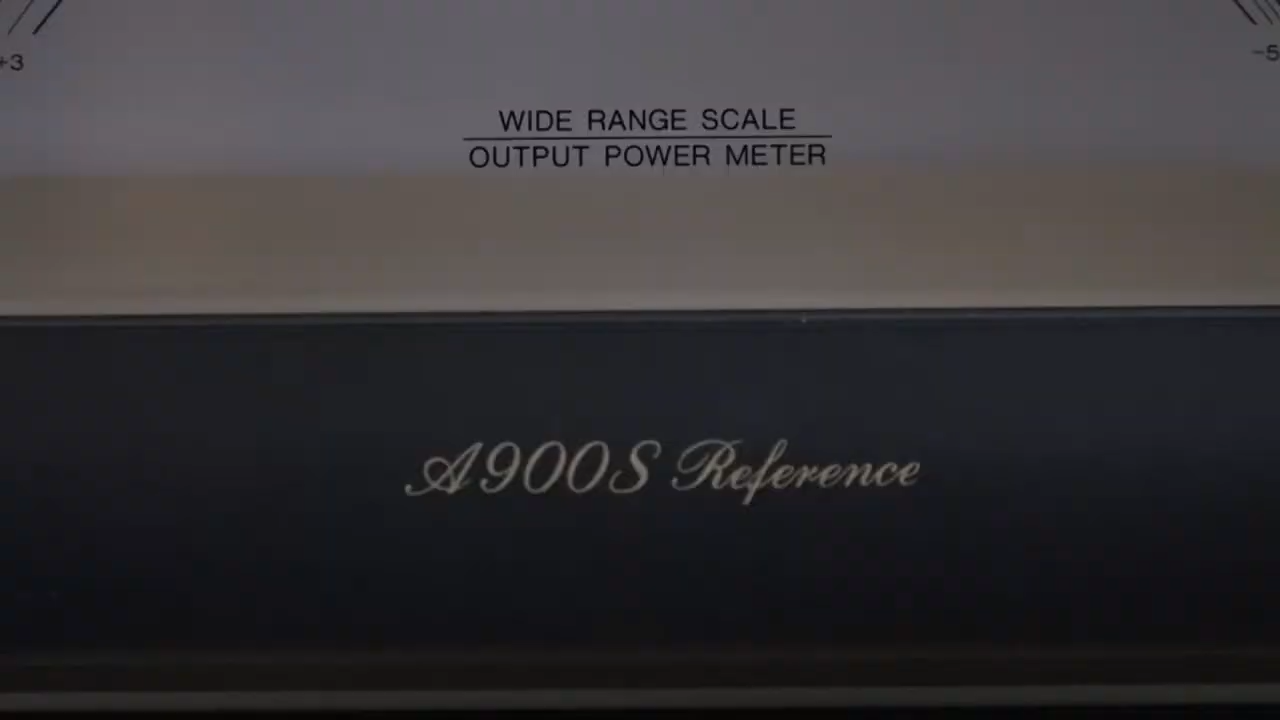 +3
-5
WIDE RANGE SCALE
OUTPUT POWER METER
A900S Reference